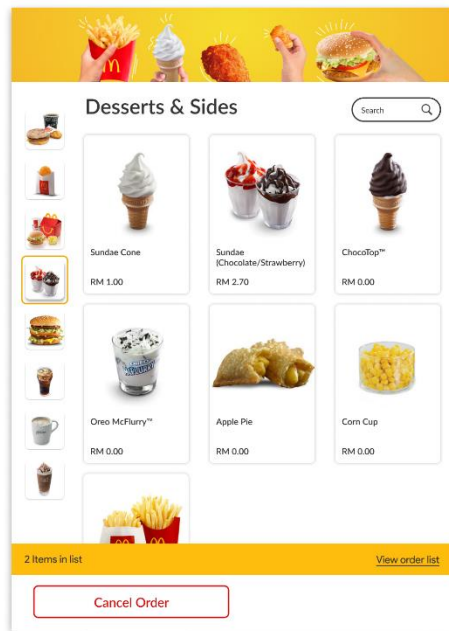 Desserts & Sides
Search
Sundae Cone
RM 1.00
Sundae
(Chocolate/Strawberry)
RM 2.70
ChocoTop™
RM 0.00
Oreo McFlurry™
RM 0.00
Apple Pie
RM 0.00
Corn Cup
RM 0.00
2 Items in list
View order list
Cancel Order